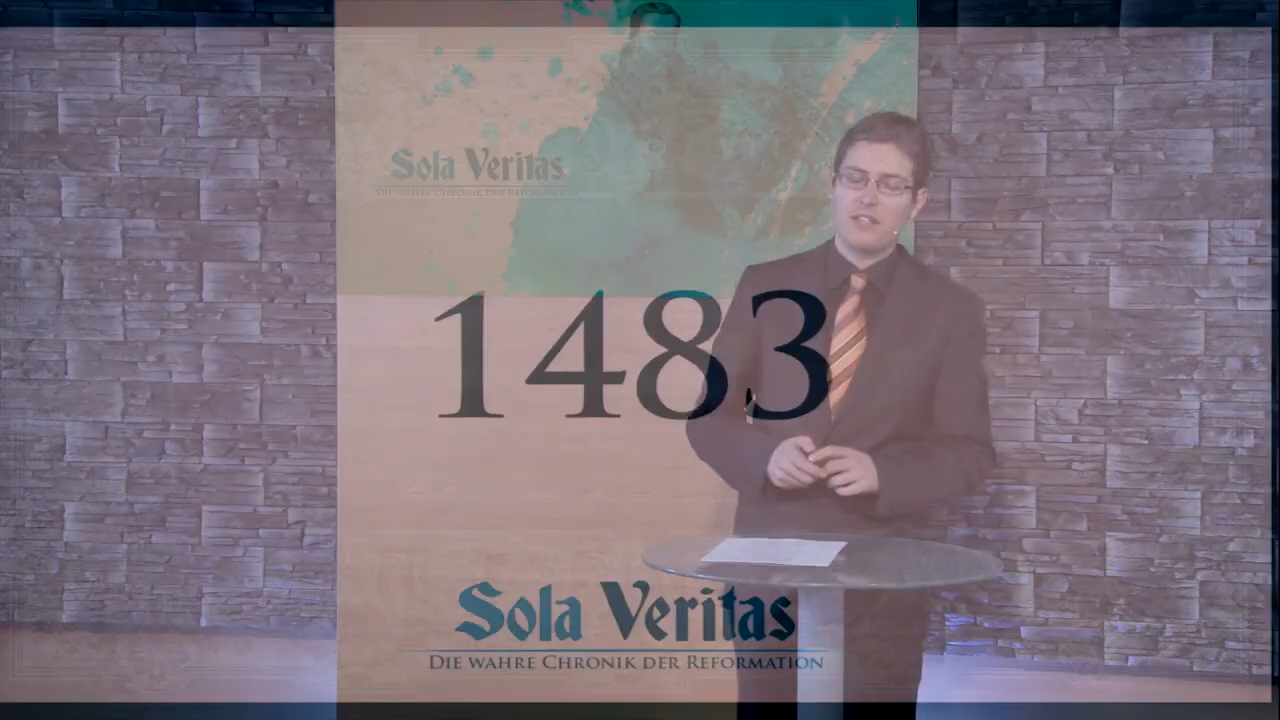 Sola Veritas
DIE WAHRE CHRONIK DER REFORMATION
1483
Sola Veritas
DIE WAHRE CHRONIK DER REFORMATION